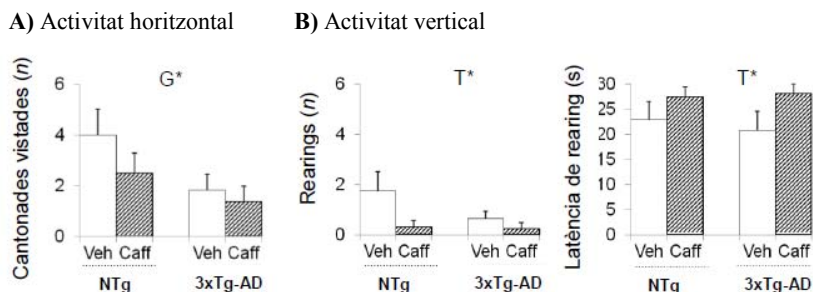 A) Activitat horitzontal
B) Activitat vertical
Cantonades vistades (n)
6
4
2
0
G*
Veh Caff
Veh Caff
NTg
3xTg-AD
Rearings (n)
6
4
2
0
T*
Veh Caff
Veh Caff
NTg
3xTg-AD
Latència de rearing (s)
30
25
20
15
10
5
0
T*
Veh Caff
Veh Caff
NTg
3xTg-AD